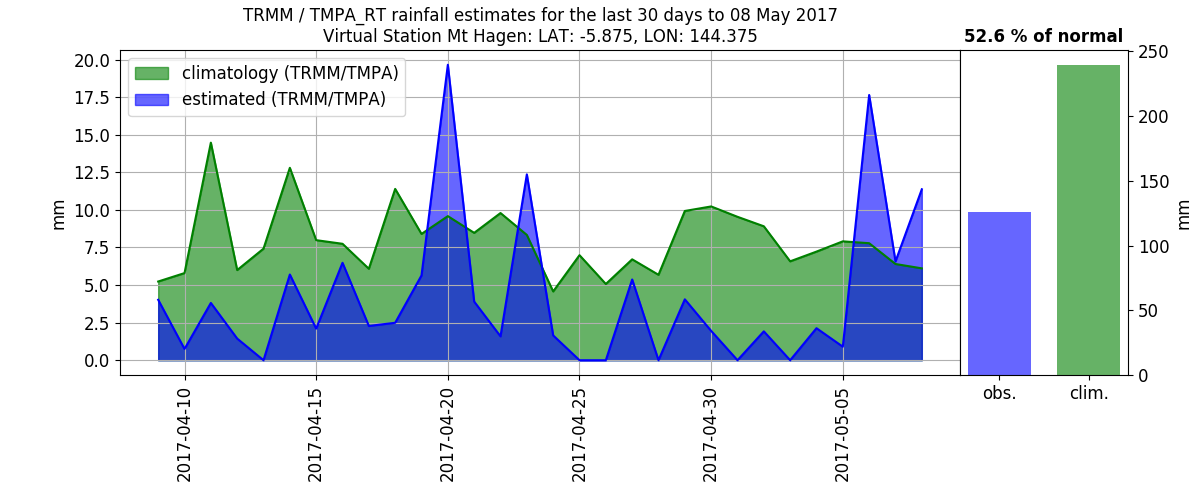 TRMM / TMPA_RT rainfall estimates for the last 30 days to 08 May 2017
Virtual Station Mt Hagen: LAT: -5.875, LON: 144.375
52.6 % of normal
climatology (TRMM/TMPA)
estimated (TRMM/TMPA)
mm
20.0
17.5
15.0
12.5
10.0
7.5
5.0
2.5
0.0
2017-04-10
2017-04-15
2017-04-20
2017-04-25
2017-04-30
2017-05-05
250
200
150
100
50
0
mm
obs.
clim.